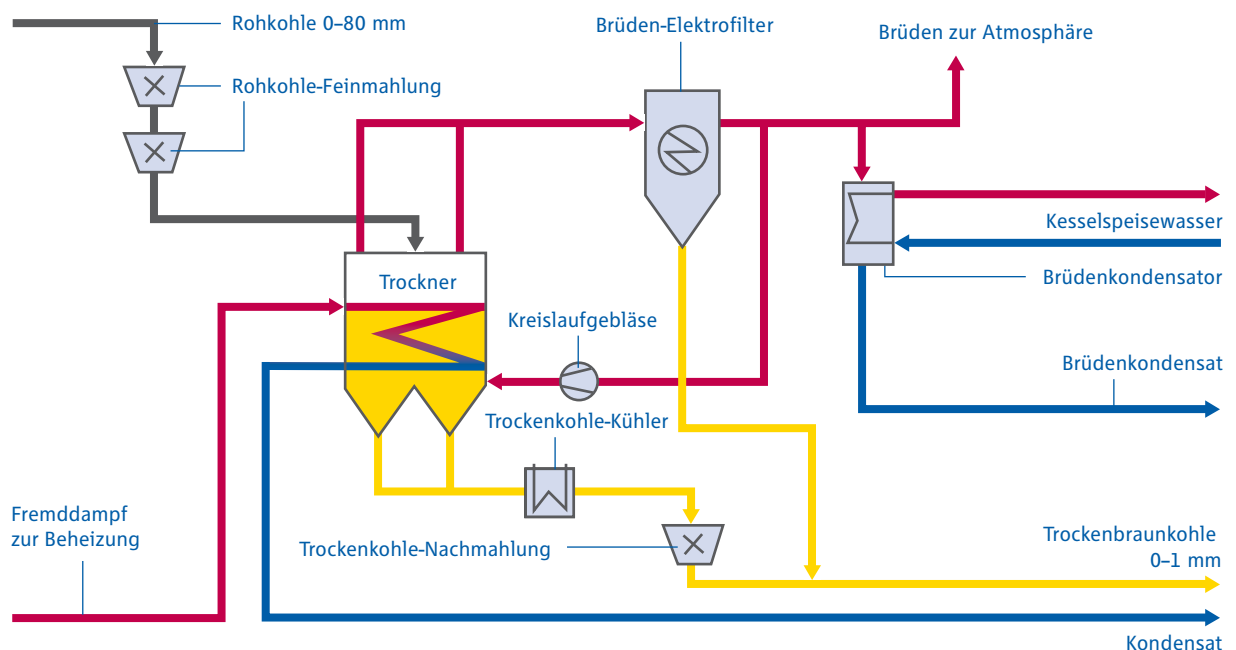 Rohkohle 0–80 mm
Brüden-Elektrofilter
Brüden zur Atmosphäre
Rohkohle-Feinmahlung
Kesselspeisewasser
Trockner
Brüdenkondensator
Kreislaufgebläse
Brüdenkondensat
Trockenkohle-Kühler
Fremddampf
zur Beheizung
Trockenkohle-Nachmahlung
Trockenbraunkohle
0–1 mm
Kondensat